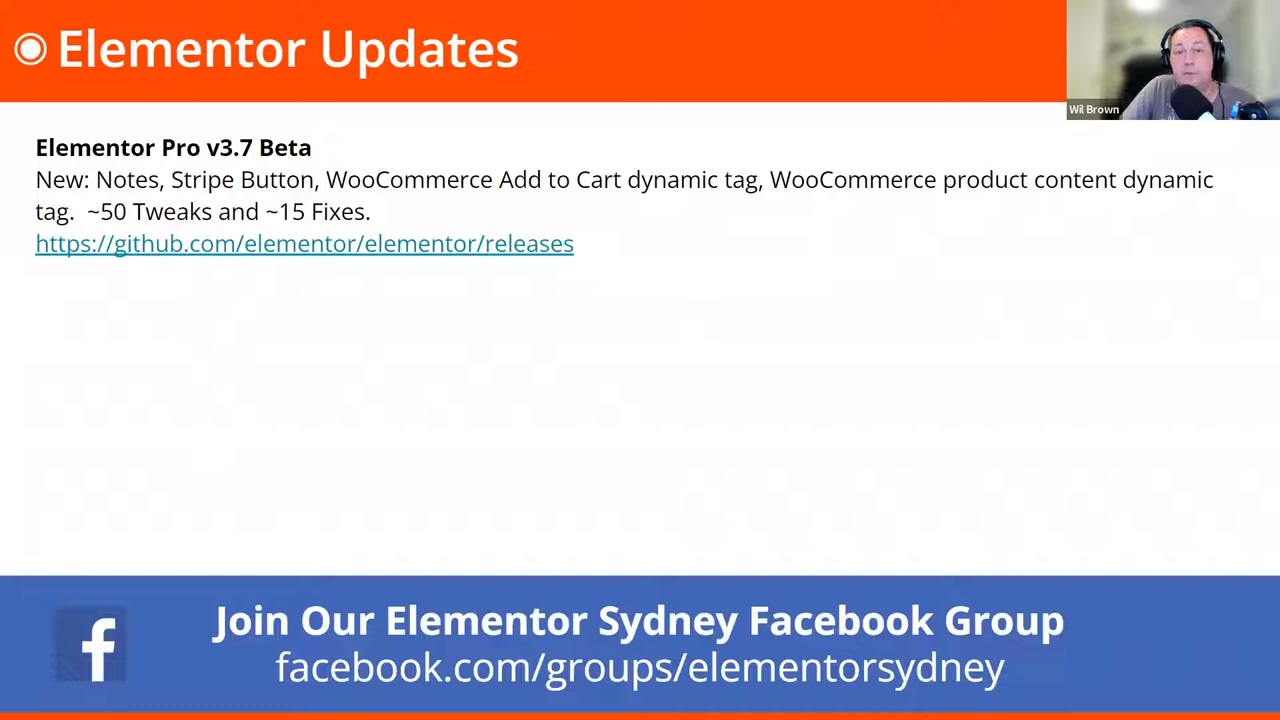 Elementor Updates
Wil Brown
Elementor Pro v3.7 Beta
New: Notes, Stripe Button, WooCommerce Add to Cart dynamic tag, WooCommerce product content dynamic
tag.  ~50 Tweaks and ~15 Fixes.
https://github.com/elementor/elementor/releases
Join Our Elementor Sydney Facebook Group
facebook.com/groups/elementorsydney